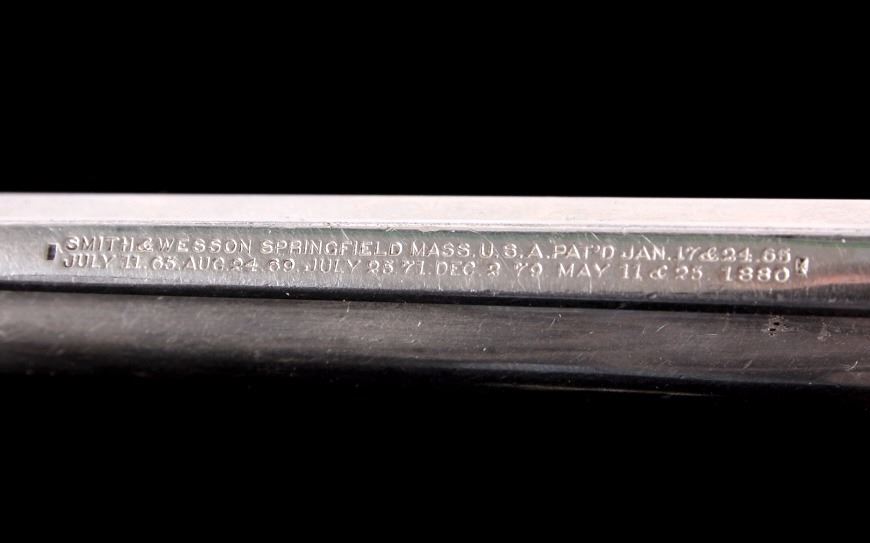 SMITH & WESSON SPRINGFIELD MASS. U.S.A. PAT'D JAN. 17 & 24. 65
JULY 11. 65. AUG. 24 69. JULY 25 71. DEC. 2 79 MAY 11 & 25 1880